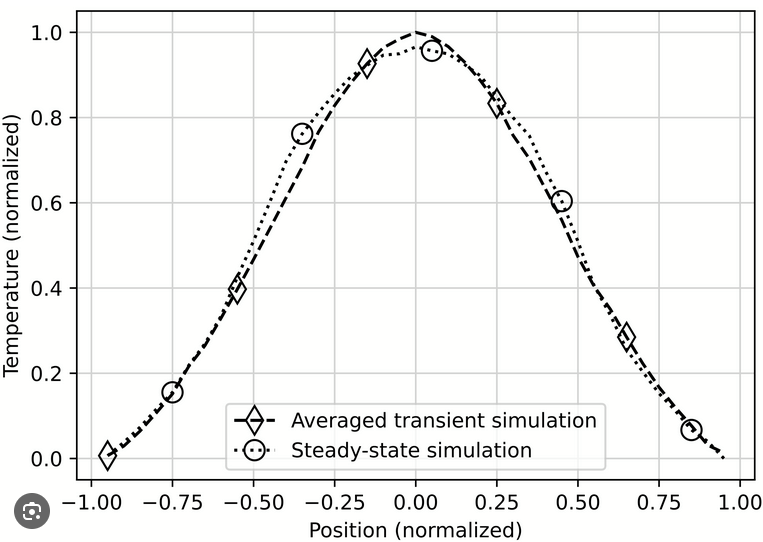 1.0
0.8
0.6
0.4
0.2
0.0
Temperature (normalized)
Averaged transient simulation
Steady-state simulation
−1.00 −0.75 −0.50 −0.25 0.00 0.25 0.50 0.75 1.00
Position (normalized)